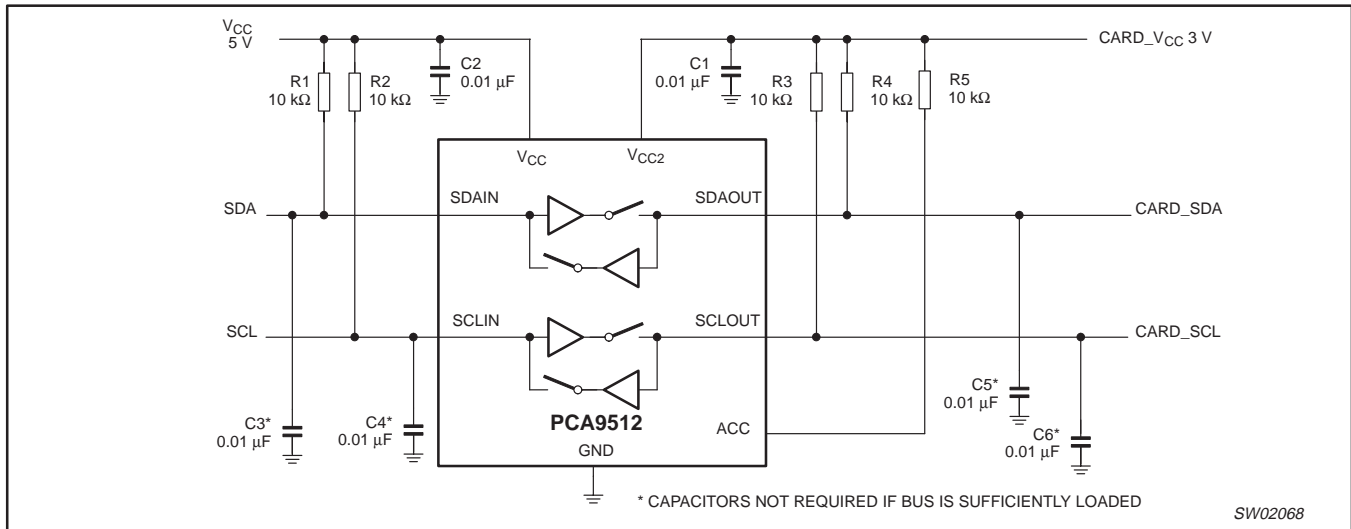 VCC
5 V
CARD_VCC 3 V
R1
10 kΩ
R2
10 kΩ
C2
0.01 µF
C1
0.01 µF
R3
10 kΩ
R4
10 kΩ
R5
10 kΩ
VCC
VCC2
SDA
SDAIN
SDAOUT
CARD_SDA
SCL
SCLIN
SCLOUT
CARD_SCL
C3*
0.01 µF
C4*
0.01 µF
PCA9512
ACC
GND
C5*
0.01 µF
C6*
0.01 µF
* CAPACITORS NOT REQUIRED IF BUS IS SUFFICIENTLY LOADED
SW02068